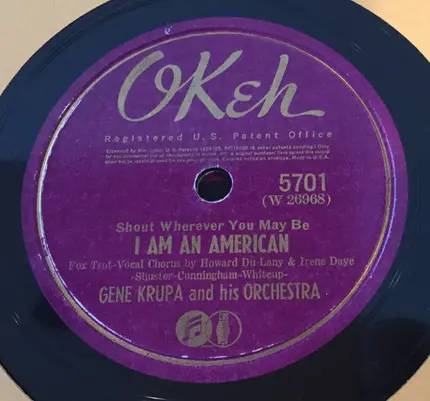 OKeh
Registered U.S. Patent Office
5701
(W 26968)
Shout Wherever You May Be
I AM AN AMERICAN
Fox Trot-Vocal Chorus by Howard Du Lany & Irene Daye
-Shuster-Cunningham-Whitcup-
GENE KRUPA and his ORCHESTRA